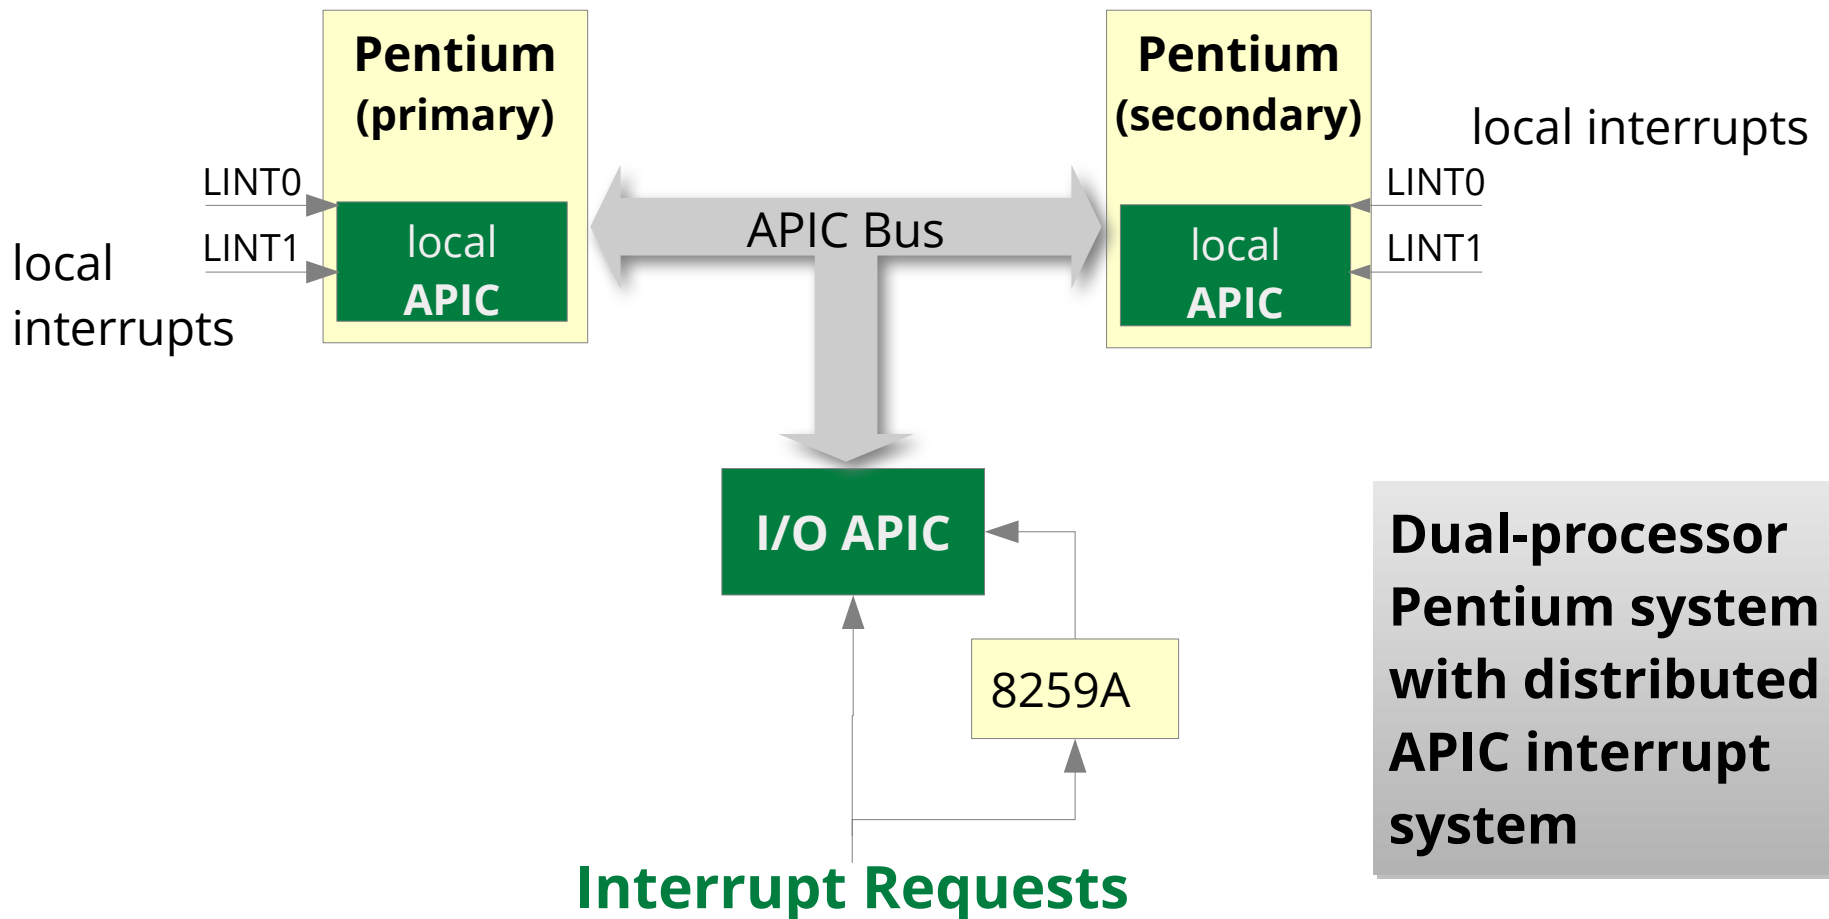 Pentium
(primary)
LINT0
LINT1
local
interrupts
local
APIC
APIC Bus
Pentium
(secondary)
local interrupts
LINT0
LINT1
local
APIC
I/O APIC
8259A
Interrupt Requests
Dual-processor
Pentium system
with distributed
APIC interrupt
system